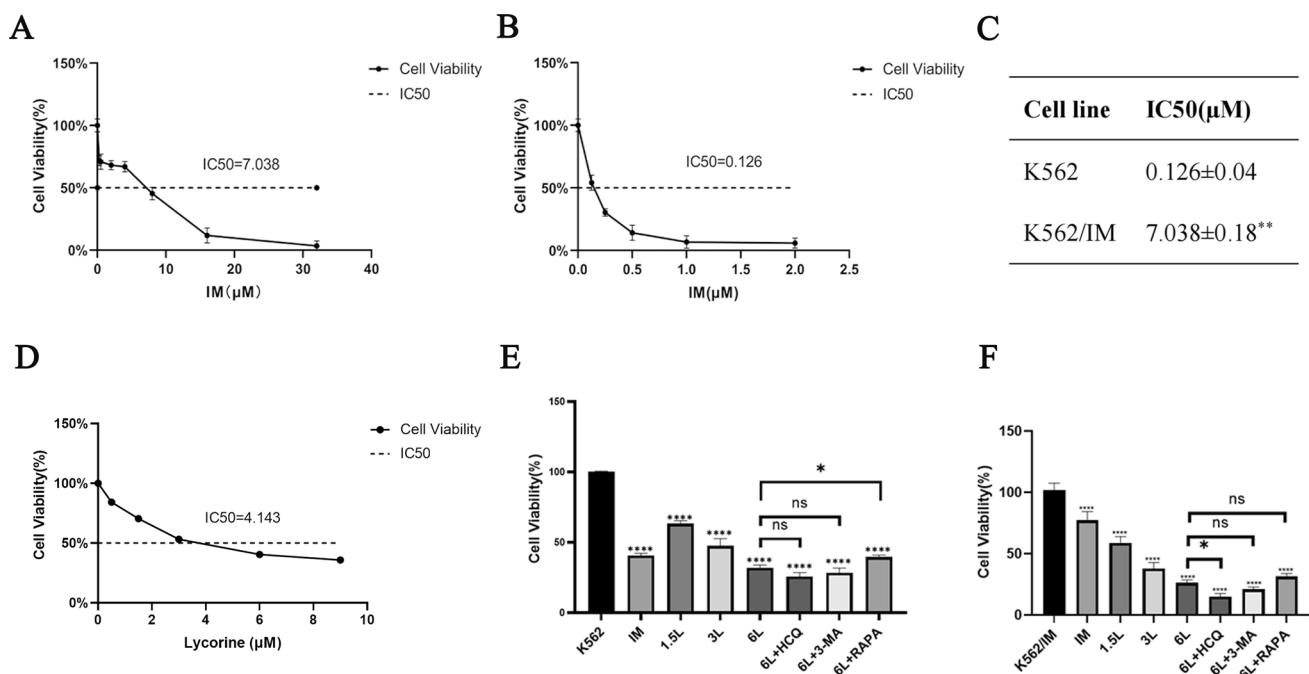 A
150%
100%
50%
0%
Cell Viability(%)
0
10
20
30
40
IM（μM）
IC50=7.038
Cell Viability
IC50
B
150%
100%
50%
0%
Cell Viability(%)
0.0
0.5
1.0
1.5
2.0
2.5
IM(μM)
IC50=0.126
Cell Viability
IC50
C
Cell line IC50(μM)
K562 0.126±0.04
K562/IM 7.038±0.18**
D
150%
100%
50%
0%
Cell Viability(%)
0
2
4
6
8
10
Lycorine (μM)
IC50=4.143
Cell Viability
IC50
E
150
100
50
0
Cell Viability(%)
*
ns
ns
****
****
****
****
****
****
****
K562
IM
1.5L
3L
6L
6L+HCQ
6L+3-MA
6L+RAPA
F
150
100
50
0
Cell Viability(%)
ns
ns
*
****
****
****
****
****
****
****
K562/IM
IM
1.5L
3L
6L
6L+HCQ
6L+3-MA
6L+RAPA